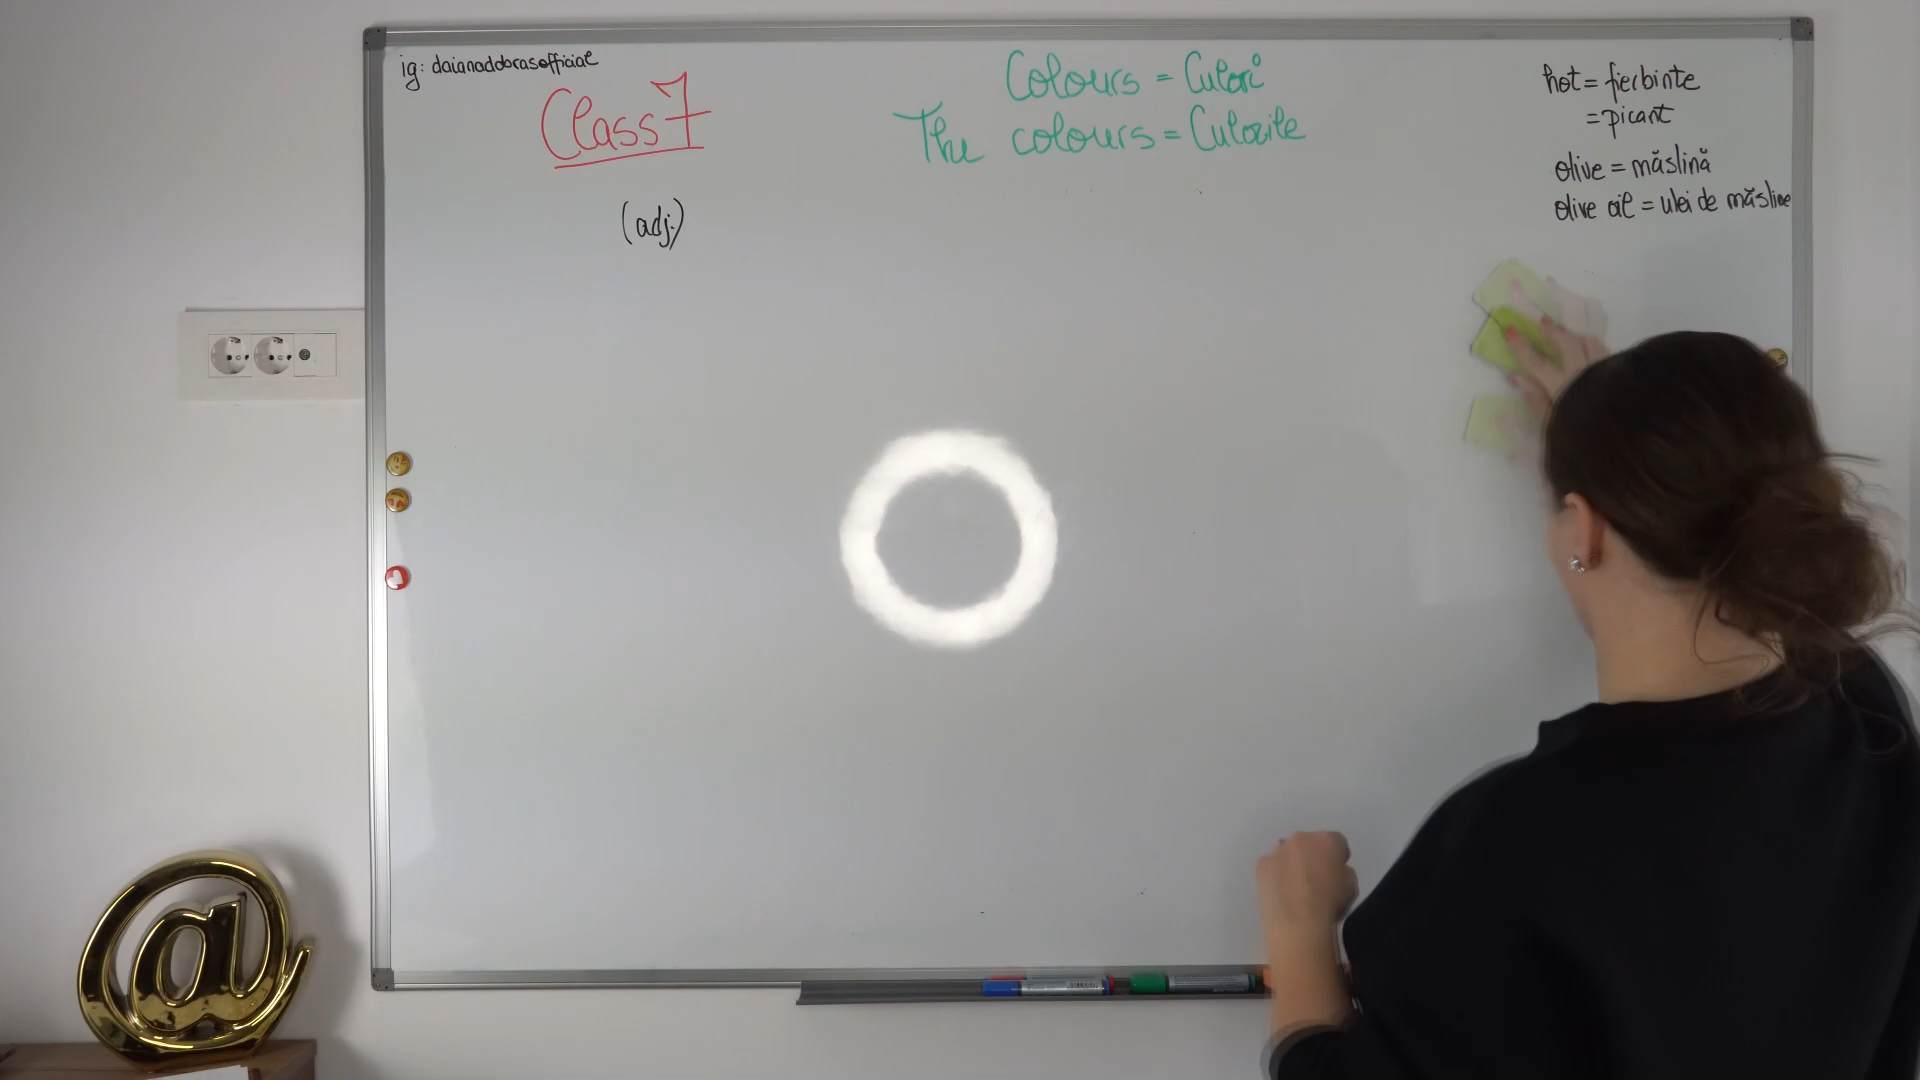 ig: daianaddobrasofficial
Class 7
Colours = Culori
The colours = Culorile
(adj.)
hot = fierbinte
= picant
olive = măslină
olive oil = ulei de măsline